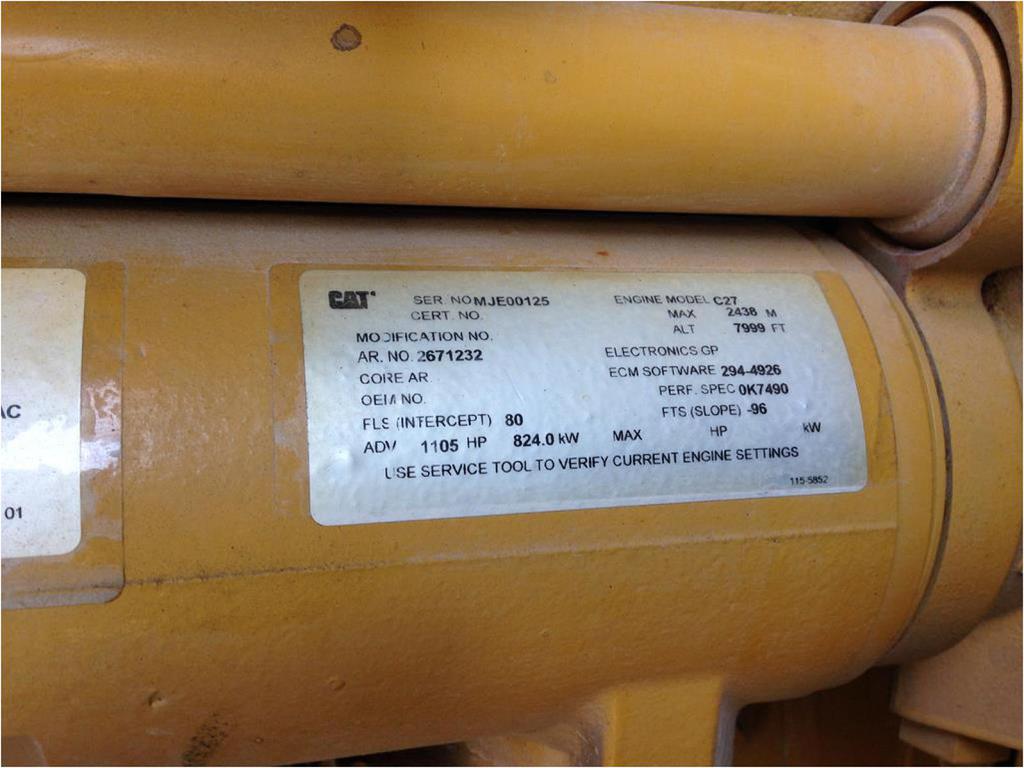 CAT
SER. NO MJE00125 ENGINE MODEL C27
CERT. NO. MAX 2438 M
ALT 7999 FT
MODIFICATION NO.
AR. NO. 2671232 ELECTRONICS GP
CORE AR ECM SOFTWARE 294-4926
OEM NO. PERF. SPEC 0K7490
FLS (INTERCEPT) 80 FTS (SLOPE) -96
ADV 1105 HP 824.0 kW MAX HP kW
USE SERVICE TOOL TO VERIFY CURRENT ENGINE SETTINGS
115-5852
AC
01